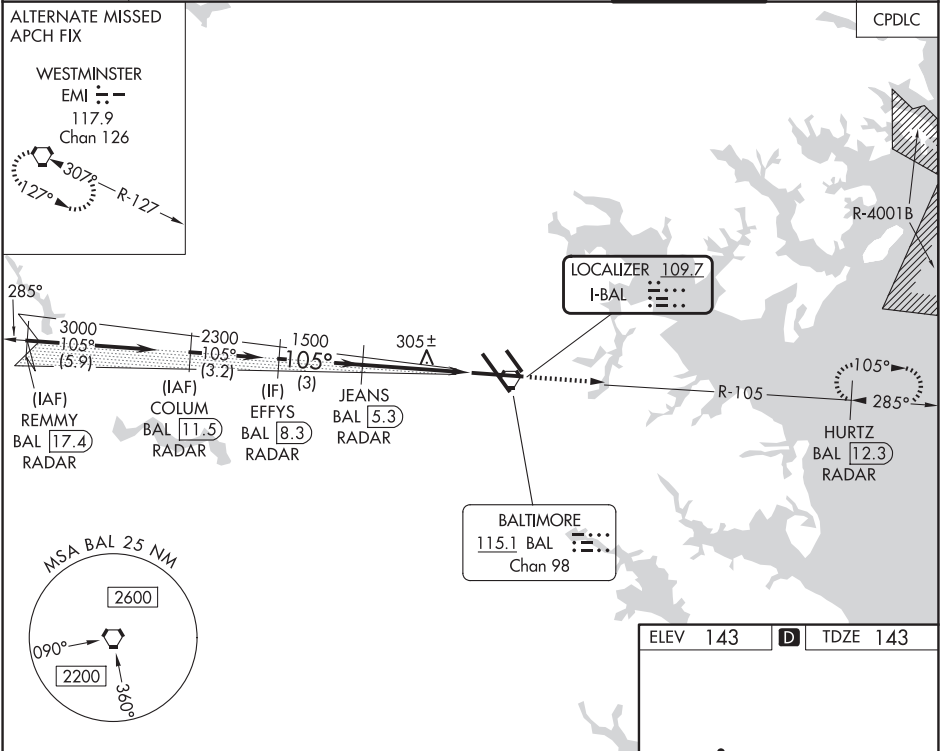 ALTERNATE MISSED
APCH FIX
WESTMINSTER
EMI
117.9
Chan 126
307°
127°
R-127
CPDLC
R-4001B
LOCALIZER 109.7
I-BAL
285°
3000
105°
(5.9)
2300
105°
(3.2)
1500
105°
(3)
305±
(IAF)
REMMY
BAL 17.4
RADAR
(IAF)
COLUM
BAL 11.5
RADAR
(IF)
EFFYS
BAL 8.3
RADAR
JEANS
BAL 5.3
RADAR
R-105
105°
285°
HURTZ
BAL 12.3
RADAR
BALTIMORE
115.1 BAL
Chan 98
MSA BAL 25 NM
2600
090°
2200
360°
ELEV 143 D TDZE 143